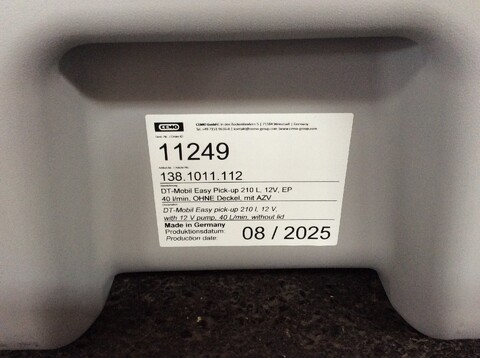 CEMO
CEMO GmbH
11249
138.1011.112
DT-Mobil Easy Pick-up 210 L, 12V, EP
40 l/min, OHNE Deckel, mit AZV
DT-Mobil Easy pick-up 210 l, 12 V,
with 12 V pump, 40 L/min, without lid
Made in Germany
Produktionsdatum:
Production date:
08 / 2025